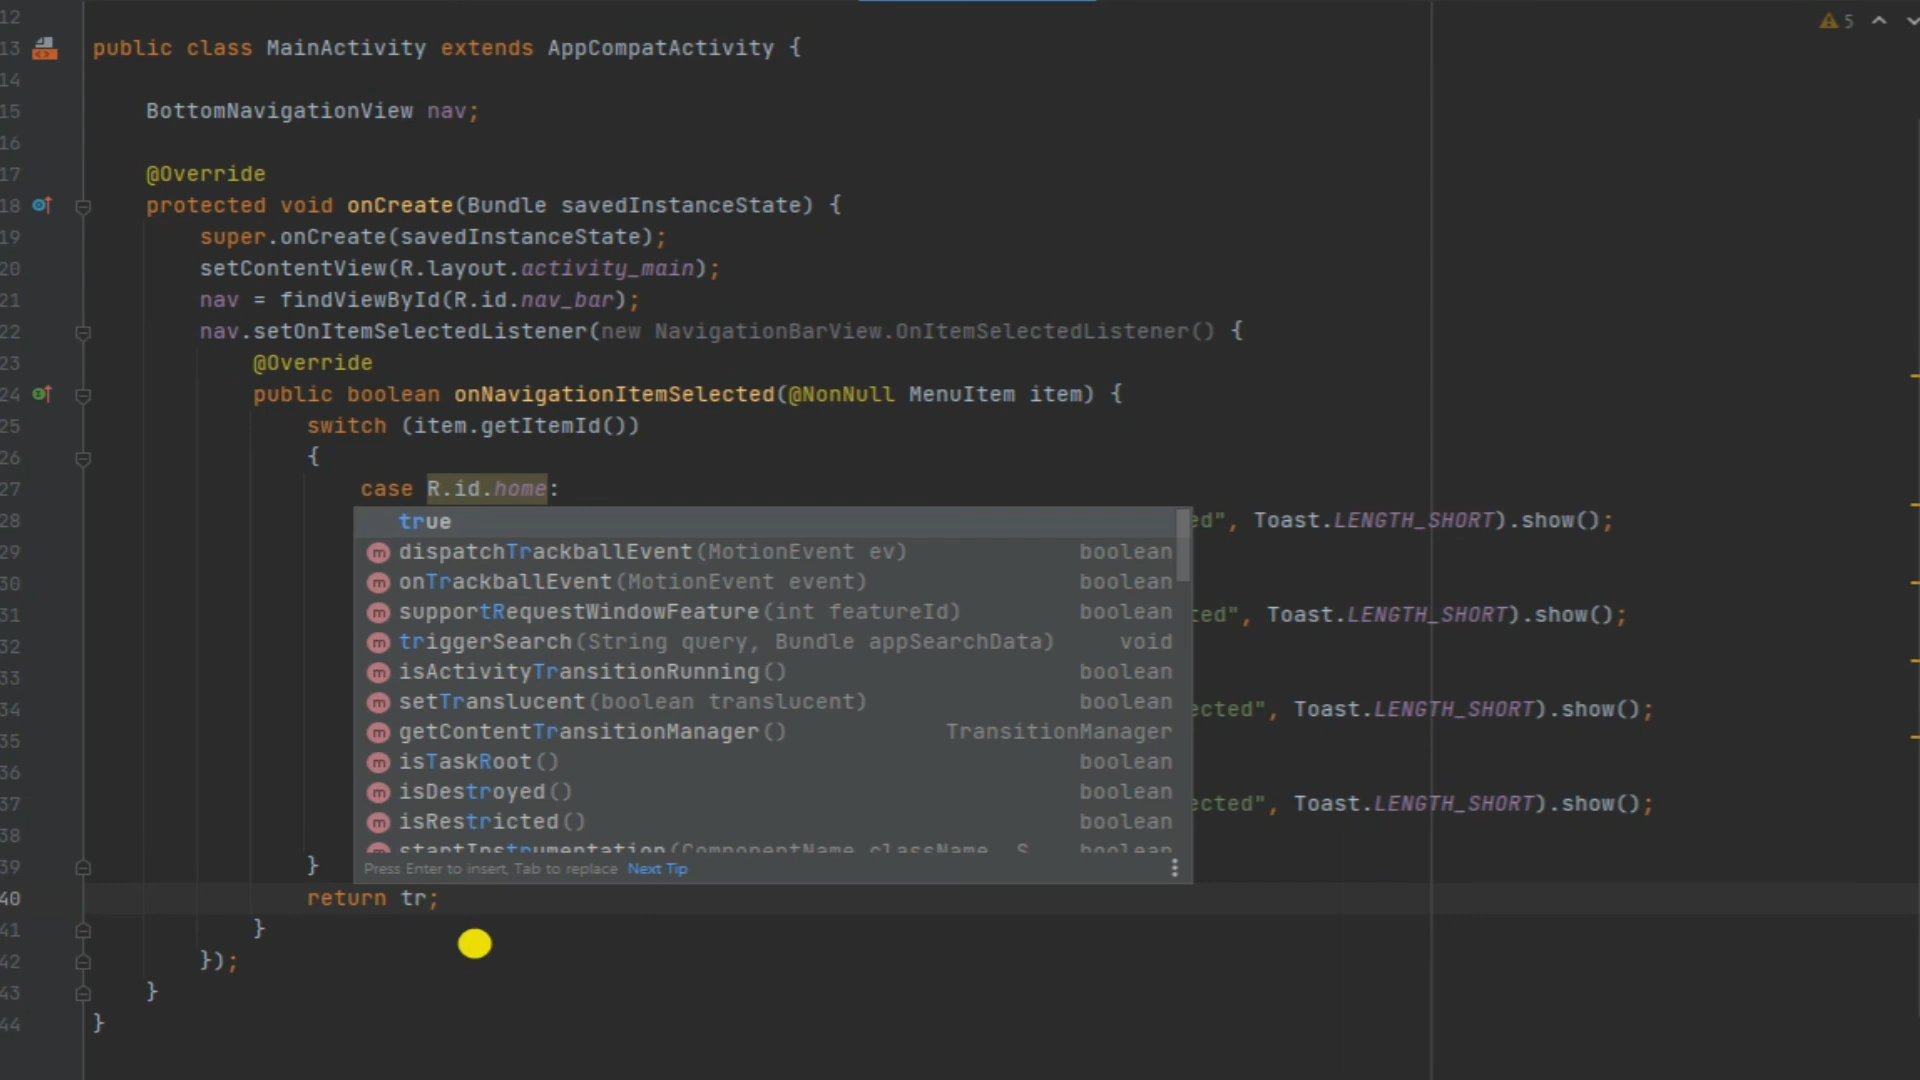 12
5
13 public class MainActivity extends AppCompatActivity {
14
15 BottomNavigationView nav;
16
17 @Override
18 protected void onCreate(Bundle savedInstanceState) {
19 super.onCreate(savedInstanceState);
20 setContentView(R.layout.activity_main);
21 nav = findViewById(R.id.nav_bar);
22 nav.setOnItemSelectedListener(new NavigationBarView.OnItemSelectedListener() {
23 @Override
24 public boolean onNavigationItemSelected(@NonNull MenuItem item) {
25 switch (item.getItemId())
26 {
27 case R.id.home:
28 ed", Toast.LENGTH_SHORT).show();
29
30
31 ted", Toast.LENGTH_SHORT).show();
32
33
34 ected", Toast.LENGTH_SHORT).show();
35
36
37 ected", Toast.LENGTH_SHORT).show();
38
39 }
true
dispatchTrackballEvent(MotionEvent ev) boolean
onTrackballEvent(MotionEvent event) boolean
supportRequestWindowFeature(int featureId) boolean
triggerSearch(String query, Bundle appSearchData) void
isActivityTransitionRunning() boolean
setTranslucent(boolean translucent) boolean
getContentTransitionManager() TransitionManager
isTaskRoot() boolean
isDestroyed() boolean
isRestricted() boolean
startInstrumentation(ComponentName className, S boolean
Press Enter to insert, Tab to replace Next Tip
40 return tr;
41 }
42 });
43 }
44 }